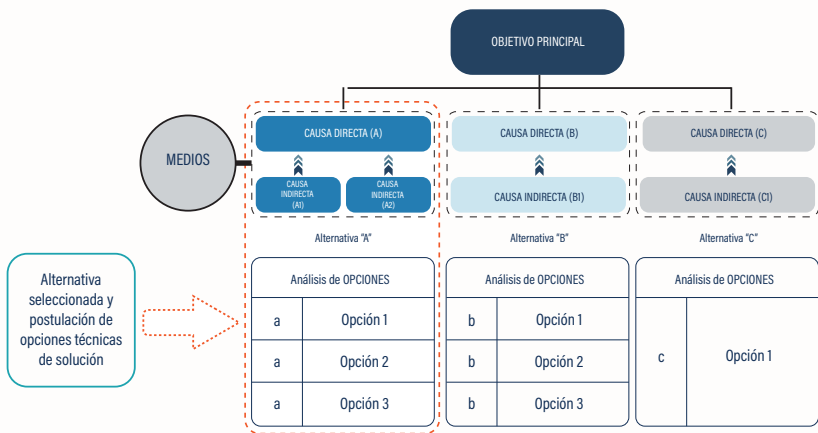 OBJETIVO PRINCIPAL
MEDIOS
CAUSA DIRECTA (A)
CAUSA
INDIRECTA
(A1)
CAUSA
INDIRECTA
(A2)
CAUSA DIRECTA (B)
CAUSA INDIRECTA (B1)
CAUSA DIRECTA (C)
CAUSA INDIRECTA (C1)
Alternativa "A"
Alternativa "B"
Alternativa "C"
Alternativa
seleccionada y
postulación de
opciones técnicas
de solución
Análisis de OPCIONES
a Opción 1
a Opción 2
a Opción 3
Análisis de OPCIONES
b Opción 1
b Opción 2
b Opción 3
Análisis de OPCIONES
c Opción 1